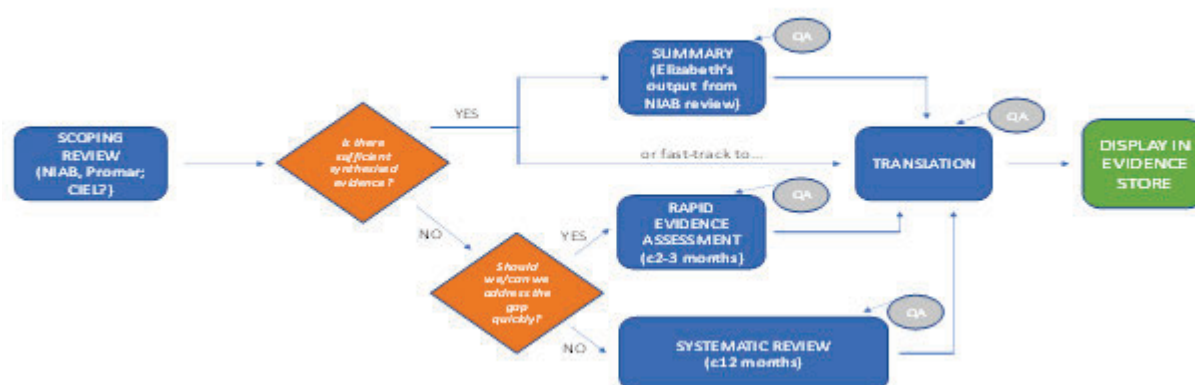 SCOPING
REVIEW
(NIAB, Promar;
CIEL?)
Is there
sufficient
synthesised
evidence?
YES
NO
SUMMARY
(Elizabeth's
output from
NIAB review)
QA
or fast-track to...
Should
we/can we
address the
gap
quickly?
YES
NO
RAPID
EVIDENCE
ASSESSMENT
(c2-3 months)
QA
SYSTEMATIC REVIEW
(c12 months)
QA
TRANSLATION
QA
DISPLAY IN
EVIDENCE
STORE